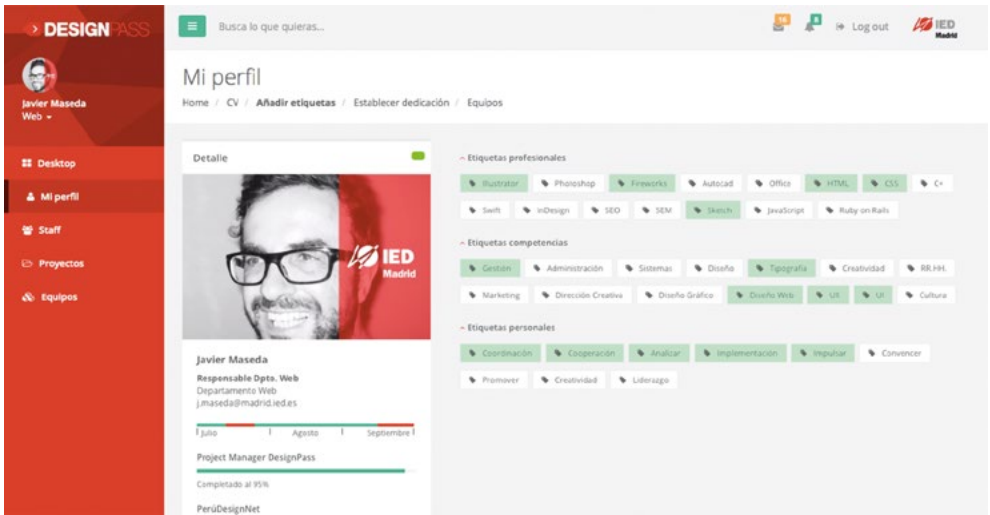 DESIGNPASS
Busca lo que quieras...
16
8
Log out
IED
Madrid
Javier Maseda
Web
Desktop
Mi perfil
Staff
Proyectos
Equipos
Mi perfil
Home / CV / Añadir etiquetas / Establecer dedicación / Equipos
Detalle
IED
Madrid
Javier Maseda
Responsable Dpto. Web
Departamento Web
j.maseda@madrid.ied.es
Julio Agosto Septiembre
Project Manager DesignPass
Completado al 95%
PerúDesignNet
Etiquetas profesionales
Illustrator Photoshop Fireworks Autocad Office HTML CSS C+
Swift InDesign SEO SEM Sketch JavaScript Ruby on Rails
Etiquetas competencias
Gestión Administración Sistemas Diseño Tipografía Creatividad RR.HH.
Marketing Dirección Creativa Diseño Gráfico Diseño Web UX UI Cultura
Etiquetas personales
Coordinación Cooperación Analizar Implementación Impulsar Convencer
Promover Creatividad Liderazgo